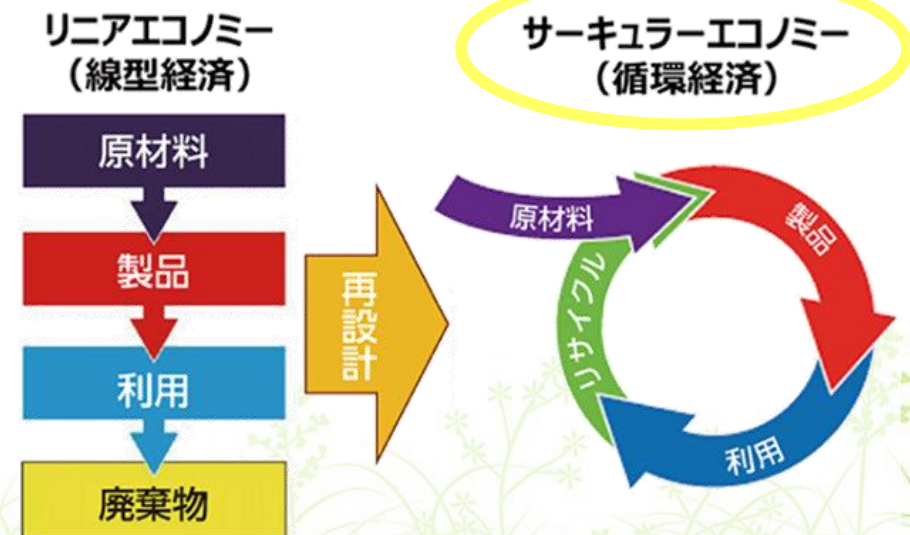 リニアエコノミー
（線型経済）
原材料
製品
利用
廃棄物
再設計
サーキュラーエコノミー
（循環経済）
原材料
製品
利用
リサイクル